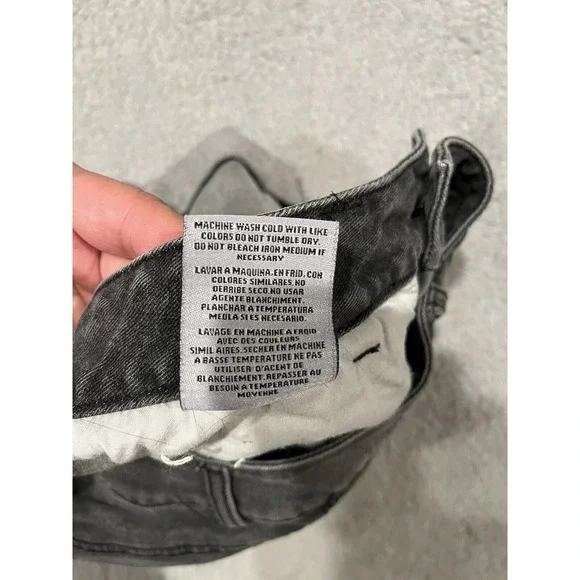 MACHINE WASH COLD WITH LIKE
COLORS DO NOT TUMBLE DRY.
DO NOT BLEACH IRON MEDIUM IF
NECESSARY
LAVAR A MAQUINA. EN FRID. CON
COLORES SIMILARES. NO
DERRIBE SECO. NO USAR
AGENTE BLANCHIMENT.
PLANCHAR A TEMPERATURA
MEDLA SI ES NECESARIO.
LAVAGE EN MACHINE A FROID
AVEC DES COULEURS
SIMIL AIRES. SECHER EN MACHINE
A BASSE TEMPERATURE NE PAS
UTILISER D'ACENT DE
BLANCHIEMENT. REPASSER AU
BESOIN A TEMPERATURE
MOYENNE